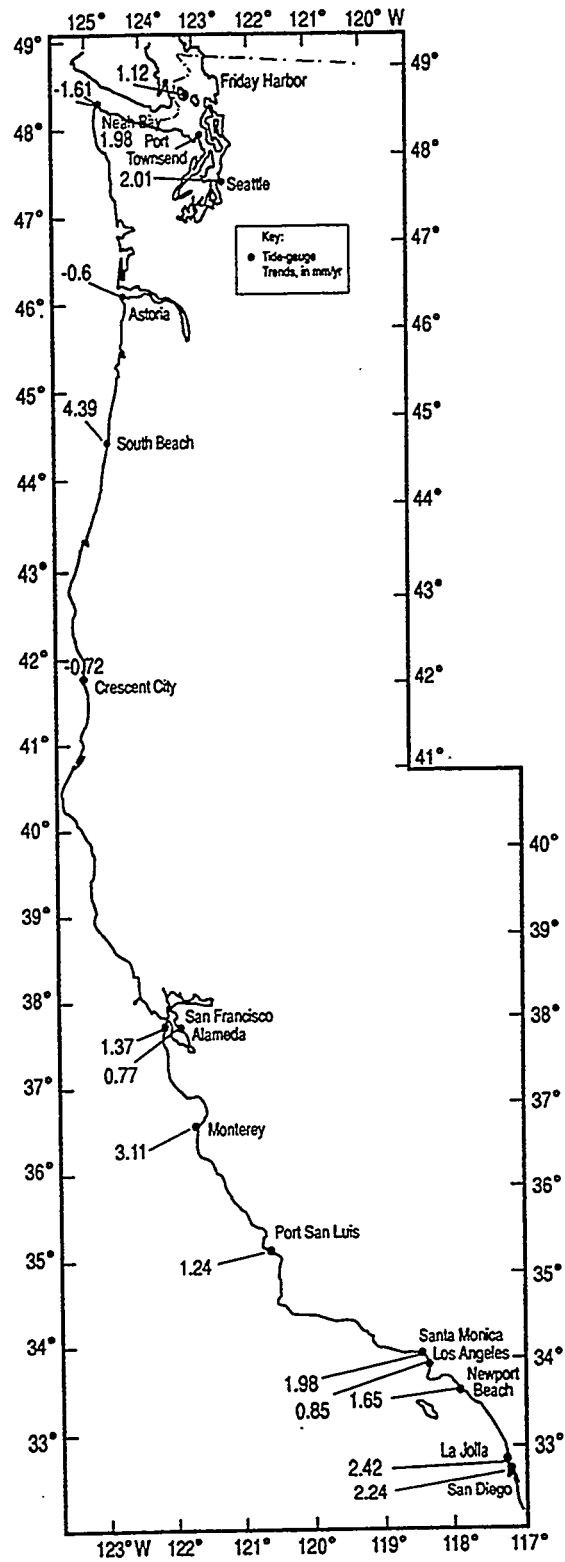 125° 124° 123° 122° 121° 120° W
49° 49°
1.12 Friday Harbor
-1.61
Neah Bay
48° 1.98 Port 48°
Townsend
2.01 Seattle
47° 47°
Key:
Tide-gauge
Trends, in mm/yr
-0.6
46° 46°
Astoria
45° 45°
4.39
South Beach
44° 44°
43° 43°
42° -0.72 42°
Crescent City
41° 41°
40° 40°
39° 39°
38° San Francisco 38°
Alameda
1.37
0.77
37° 37°
Monterey
3.11
36° 36°
Port San Luis
35° 35°
1.24
Santa Monica
34° Los Angeles 34°
Newport
Beach
1.98
0.85 1.65
33° La Jolla 33°
2.42
San Diego
2.24
123° W 122° 121° 120° 119° 118° 117°